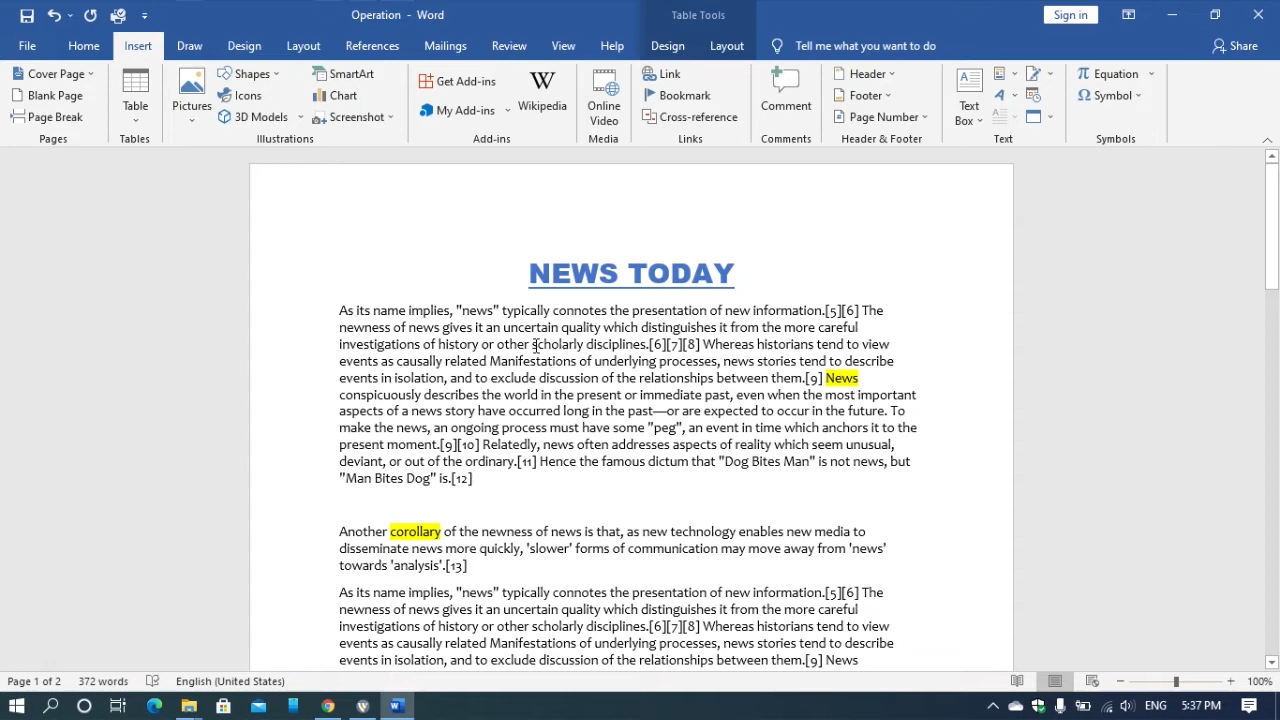 Operation - Word
Table Tools
Sign in
File Home Insert Draw Design Layout References Mailings Review View Help Design Layout Tell me what you want to do Share
Cover Page
Blank Page
Page Break
Pages
Table
Tables
Pictures
Shapes
Icons
3D Models
SmartArt
Chart
Screenshot
Illustrations
Get Add-ins
My Add-ins
W
Wikipedia
Add-ins
Online
Video
Media
Link
Bookmark
Cross-reference
Links
Comment
Comments
Header
Footer
Page Number
Header & Footer
Text
Box
Text
Equation
Symbol
Symbols
NEWS TODAY
As its name implies, "news" typically connotes the presentation of new information.[5][6] The
newness of news gives it an uncertain quality which distinguishes it from the more careful
investigations of history or other scholarly disciplines.[6][7][8] Whereas historians tend to view
events as causally related Manifestations of underlying processes, news stories tend to describe
events in isolation, and to exclude discussion of the relationships between them.[9] News
conspicuously describes the world in the present or immediate past, even when the most important
aspects of a news story have occurred long in the past—or are expected to occur in the future. To
make the news, an ongoing process must have some "peg", an event in time which anchors it to the
present moment.[9][10] Relatedly, news often addresses aspects of reality which seem unusual,
deviant, or out of the ordinary.[11] Hence the famous dictum that "Dog Bites Man" is not news, but
"Man Bites Dog" is.[12]
Another corollary of the newness of news is that, as new technology enables new media to
disseminate news more quickly, 'slower' forms of communication may move away from 'news'
towards 'analysis'.[13]
As its name implies, "news" typically connotes the presentation of new information.[5][6] The
newness of news gives it an uncertain quality which distinguishes it from the more careful
investigations of history or other scholarly disciplines.[6][7][8] Whereas historians tend to view
events as causally related Manifestations of underlying processes, news stories tend to describe
events in isolation, and to exclude discussion of the relationships between them.[9] News
Page 1 of 2 372 words English (United States) 100%
ENG 5:37 PM